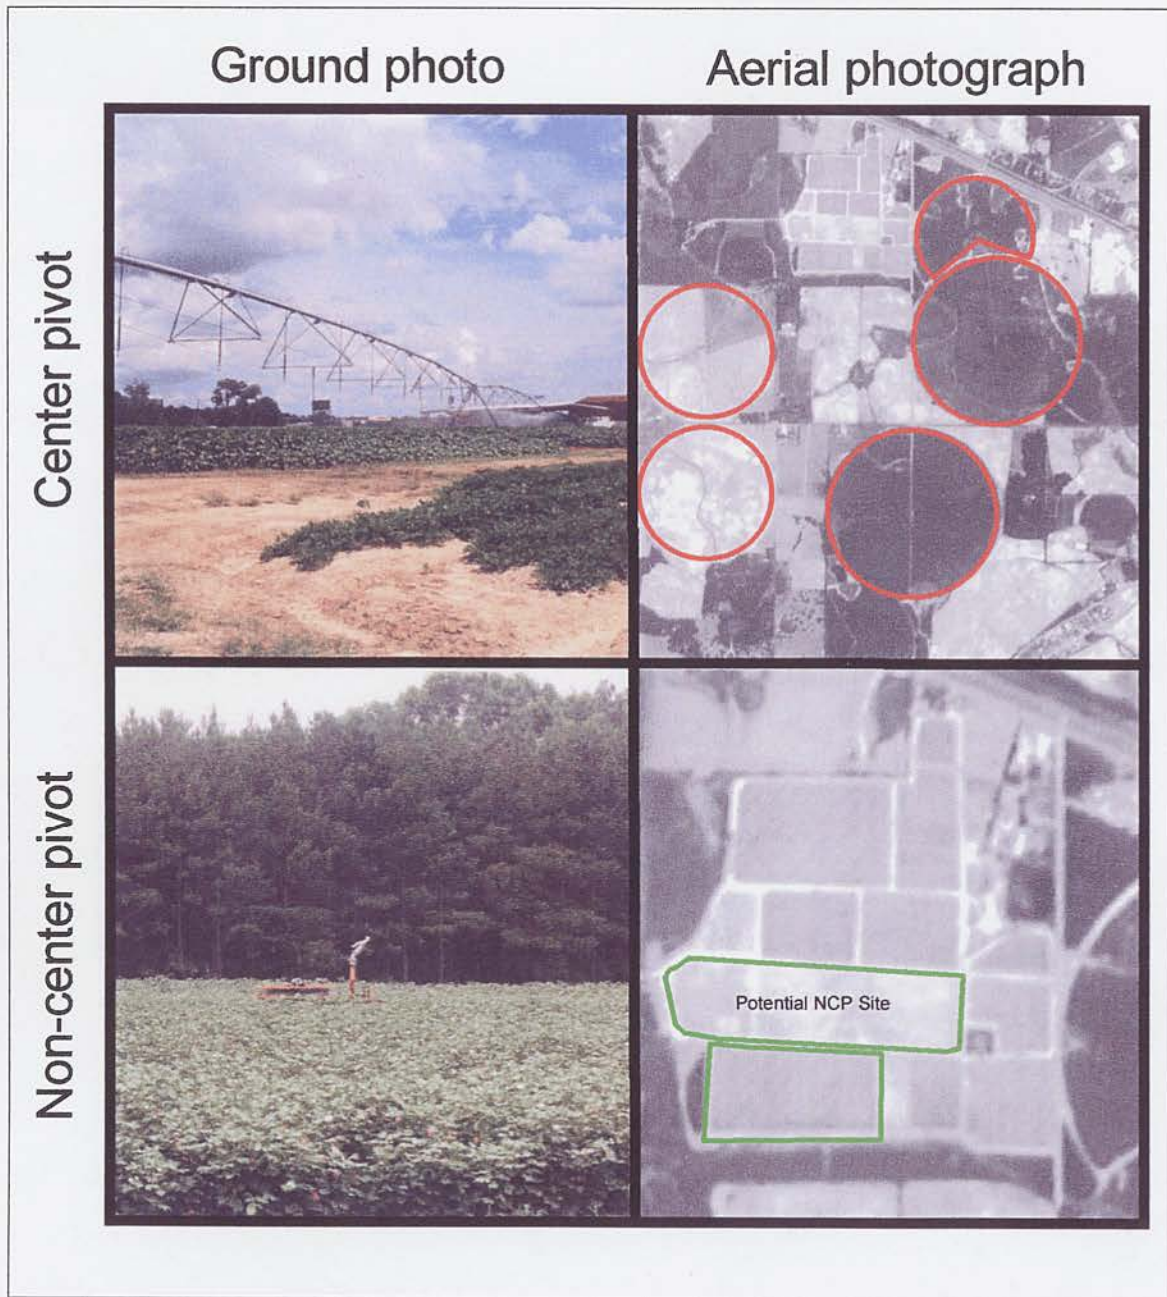 Ground photo
Aerial photograph
Center pivot
Non-center pivot
Potential NCP Site